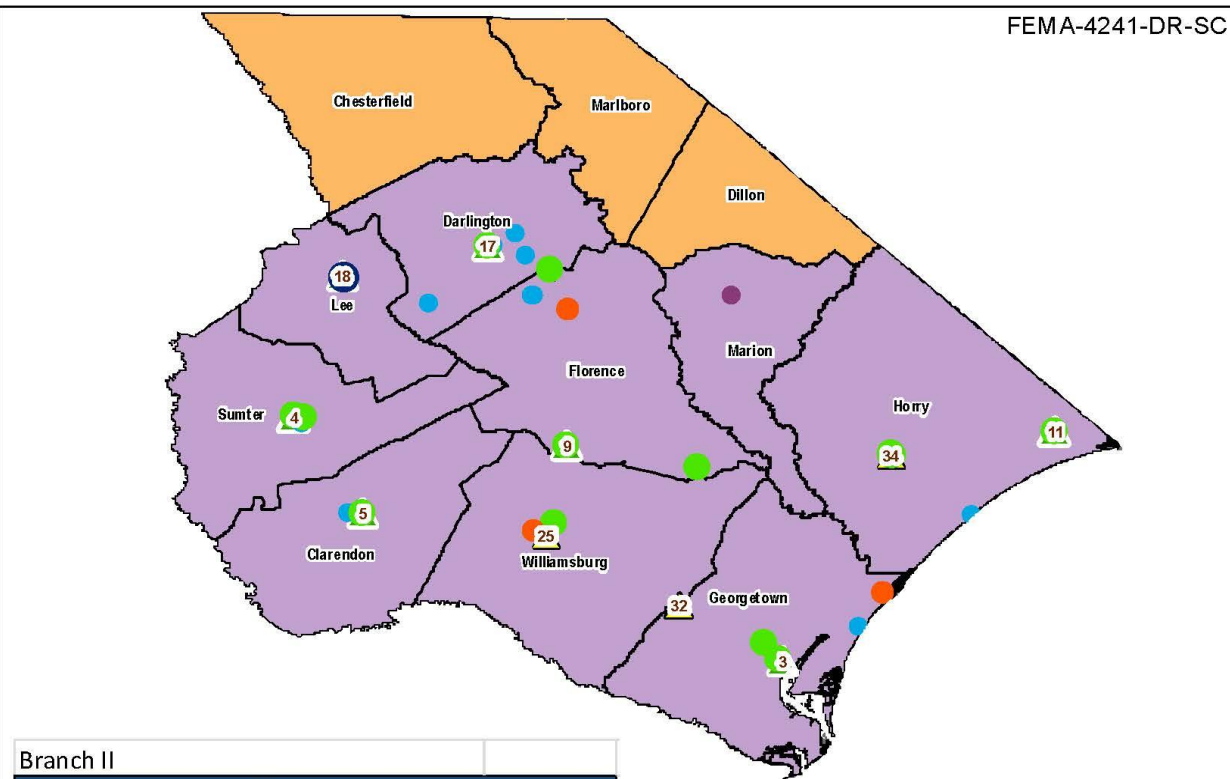 FEMA-4241-DR-SC
Chesterfield
Marlboro
Dillon
Darlington
17
18
Lee
Marion
Florence
Horry
Sumter
4
11
9
34
5
Clarendon
25
Williamsburg
32
Georgetown
3
Branch II